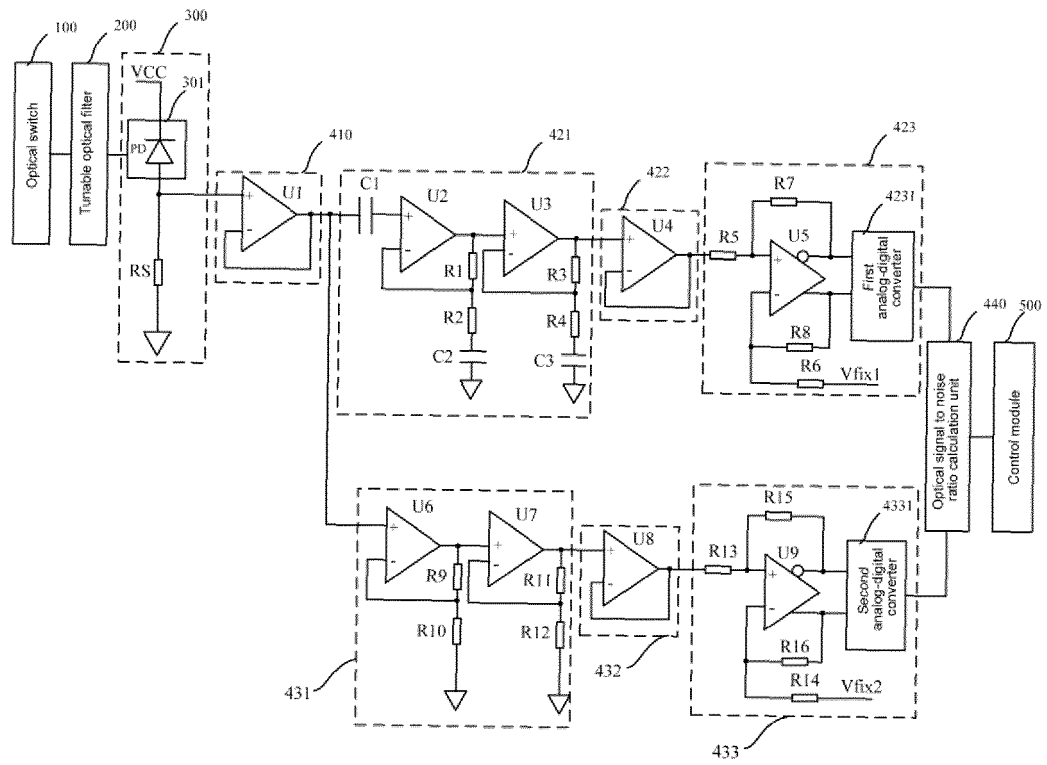 100
200
300
VCC
301
PD
RS
Optical switch
Tunable optical filter
410
U1
+
-
421
C1
U2
+
-
U3
+
-
R1
R2
C2
R3
R4
C3
422
U4
+
-
423
R7
R5
U5
+
-
4231
First
analog-digital
converter
R8
R6
Vfix1
440
500
Optical signal to noise
ratio calculation unit
Control module
U6
+
-
U7
+
-
R9
R10
R11
R12
431
U8
+
-
432
R15
R13
U9
+
-
4331
Second
analog-digital
converter
R16
R14
Vfix2
433